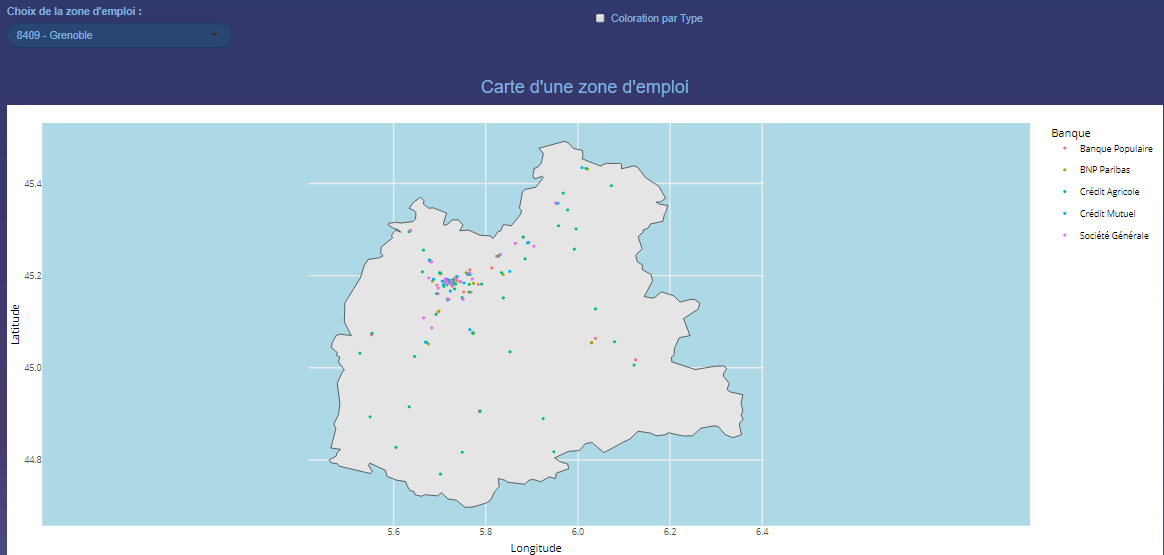 Choix de la zone d'emploi :
Coloration par Type
8409 - Grenoble
Carte d'une zone d'emploi
Banque
Banque Populaire
BNP Paribas
Crédit Agricole
Crédit Mutuel
Société Générale
Latitude
45.4
45.2
45.0
44.8
5.6
5.8
6.0
6.2
6.4
Longitude